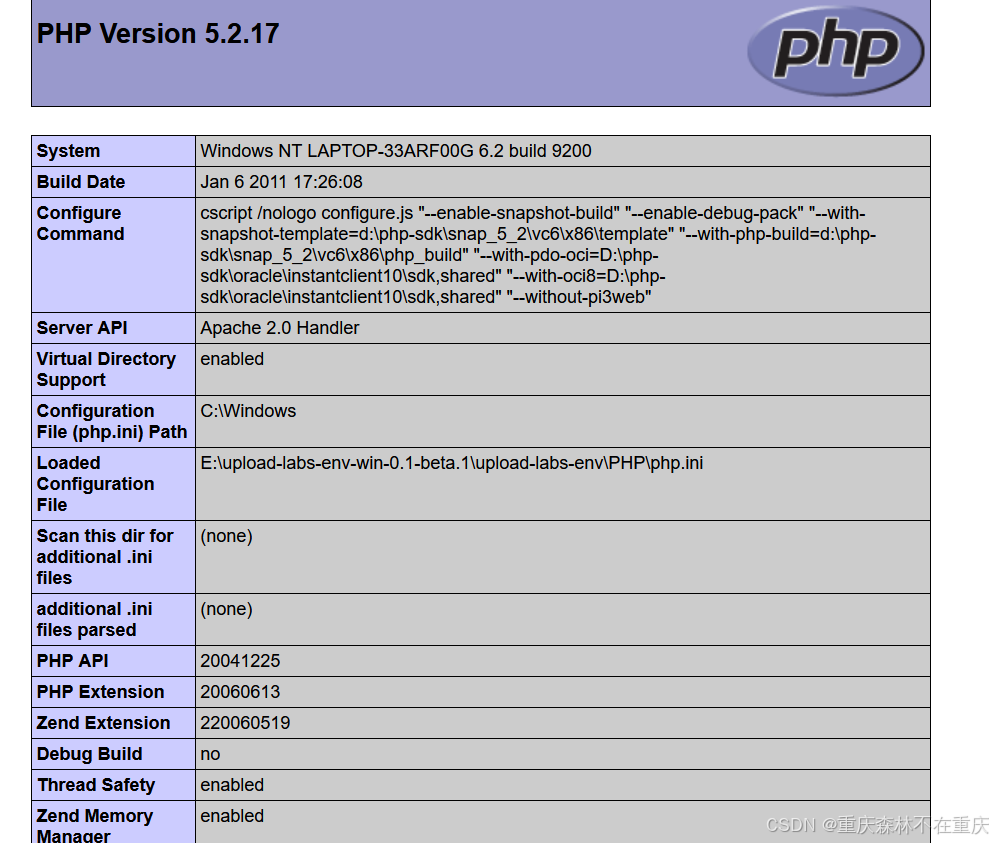 PHP Version 5.2.17
php
System Windows NT LAPTOP-33ARF00G 6.2 build 9200
Build Date Jan 6 2011 17:26:08
Configure
Command
cscript /nologo configure.js "--enable-snapshot-build" "--enable-debug-pack" "--with-
snapshot-template=d:\php-sdk\snap_5_2\vc6\x86\template" "--with-php-build=d:\php-
sdk\snap_5_2\vc6\x86\php_build" "--with-pdo-oci=D:\php-
sdk\oracle\instantclient10\sdk,shared" "--with-oci8=D:\php-
sdk\oracle\instantclient10\sdk,shared" "--without-pi3web"
Server API Apache 2.0 Handler
Virtual Directory
Support
enabled
Configuration
File (php.ini) Path
C:\Windows
Loaded
Configuration
File
E:\upload-labs-env-win-0.1-beta.1\upload-labs-env\PHP\php.ini
Scan this dir for
additional .ini
files
(none)
additional .ini
files parsed
(none)
PHP API 20041225
PHP Extension 20060613
Zend Extension 220060519
Debug Build no
Thread Safety enabled
Zend Memory
Manager
enabled
CSDN @重庆森林不在重庆